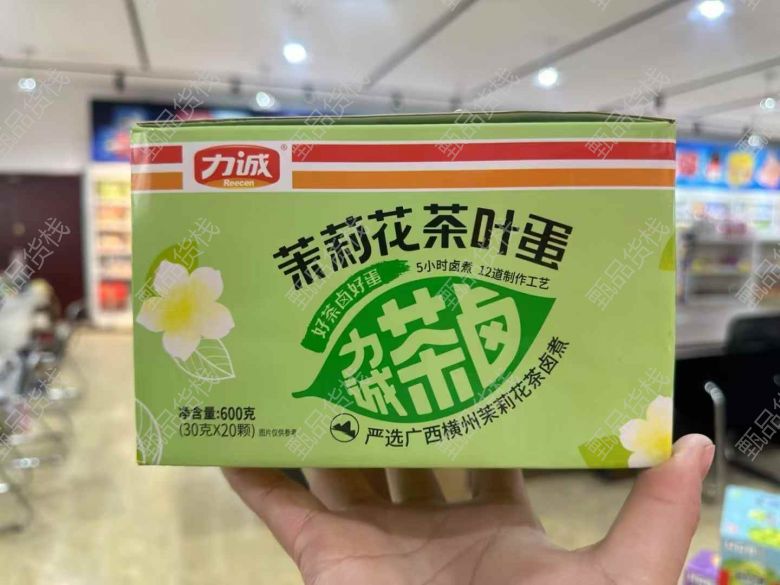 力诚®
Reecen
茉莉花茶叶蛋
5小时卤煮 12道制作工艺
好茶卤好蛋
力诚
茶卤
净含量:600克
(30克X20颗) 图片仅供参考
严选广西横州茉莉花茶卤煮
甄品货栈